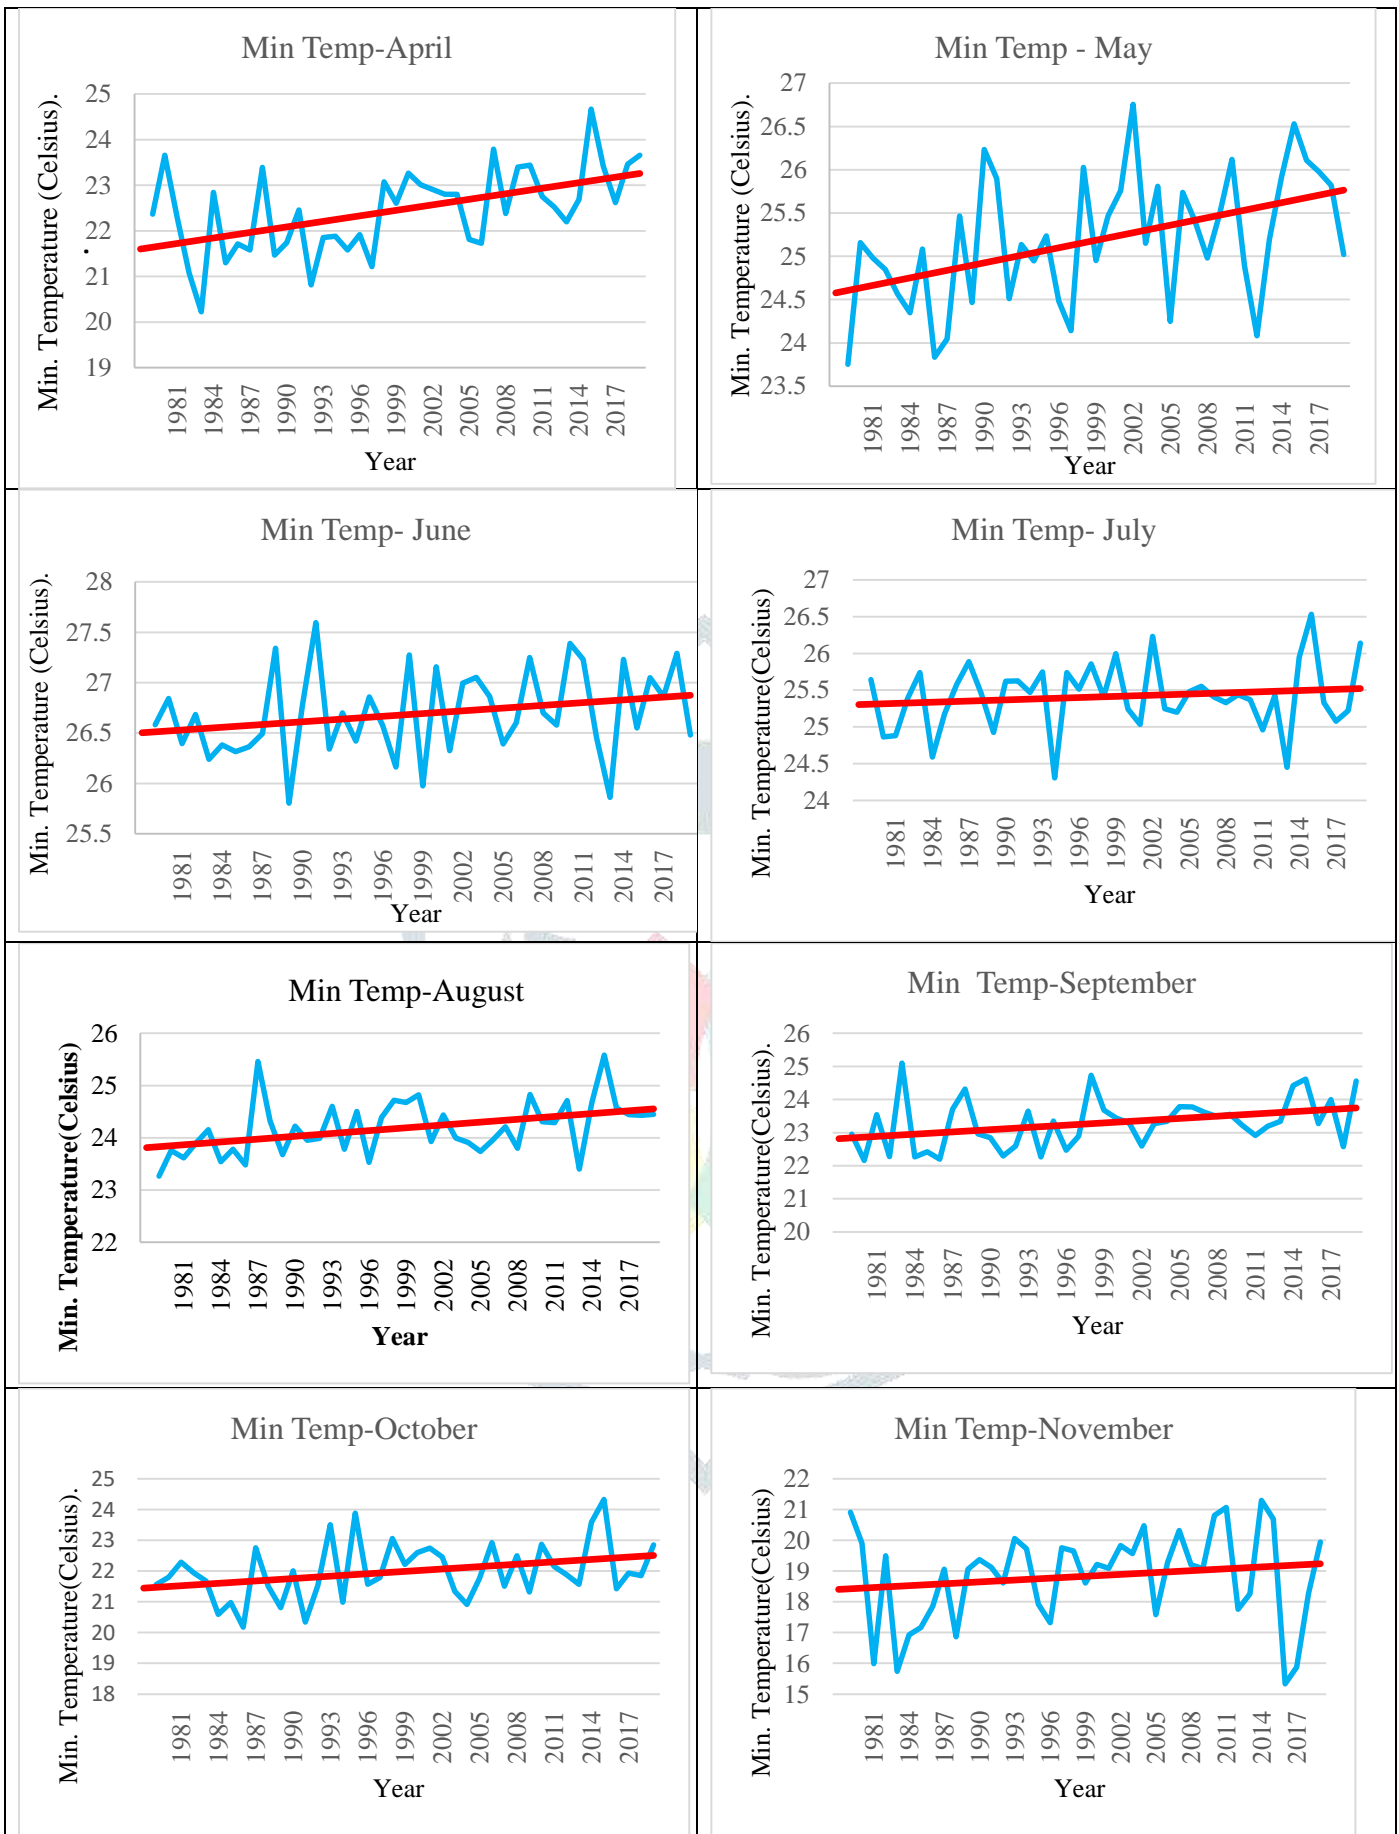 Min Temp-April
Min. Temperature (Celsius).
25
24
23
22
21
20
19
1981 1984 1987 1990 1993 1996 1999 2002 2005 2008 2011 2014 2017
Year
Min Temp - May
Min. Temperature (Celsius).
27
26.5
26
25.5
25
24.5
24
23.5
1981 1984 1987 1990 1993 1996 1999 2002 2005 2008 2011 2014 2017
Year
Min Temp- June
Min. Temperature (Celsius).
28
27.5
27
26.5
26
25.5
1981 1984 1987 1990 1993 1996 1999 2002 2005 2008 2011 2014 2017
Year
Min Temp- July
Min. Temperature(Celsius)
27
26.5
26
25.5
25
24.5
24
1981 1984 1987 1990 1993 1996 1999 2002 2005 2008 2011 2014 2017
Year
Min Temp-August
Min. Temperature(Celsius)
26
25
24
23
22
1981 1984 1987 1990 1993 1996 1999 2002 2005 2008 2011 2014 2017
Year
Min Temp-September
Min. Temperature(Celsius).
26
25
24
23
22
21
20
1981 1984 1987 1990 1993 1996 1999 2002 2005 2008 2011 2014 2017
Year
Min Temp-October
Min. Temperature(Celsius).
25
24
23
22
21
20
19
18
1981 1984 1987 1990 1993 1996 1999 2002 2005 2008 2011 2014 2017
Year
Min Temp-November
Min. Temperature(Celsius)
22
21
20
19
18
17
16
15
1981 1984 1987 1990 1993 1996 1999 2002 2005 2008 2011 2014 2017
Year